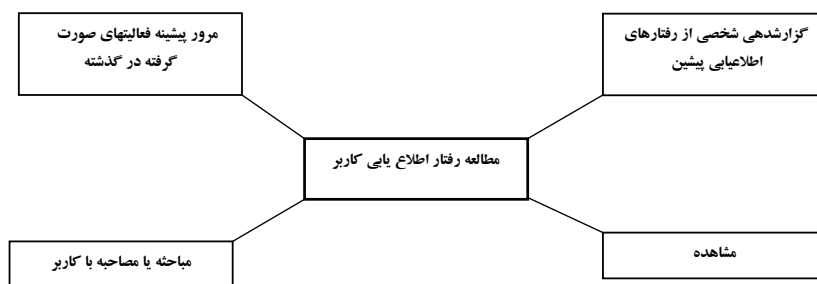 گزارشدهی شخصی از رفتارهای
اطلاعیابی پیشین
مرور پیشینه فعالیتهای صورت
گرفته در گذشته
مطالعه رفتار اطلاع یابی کاربر
مشاهده
مباحثه یا مصاحبه با کاربر